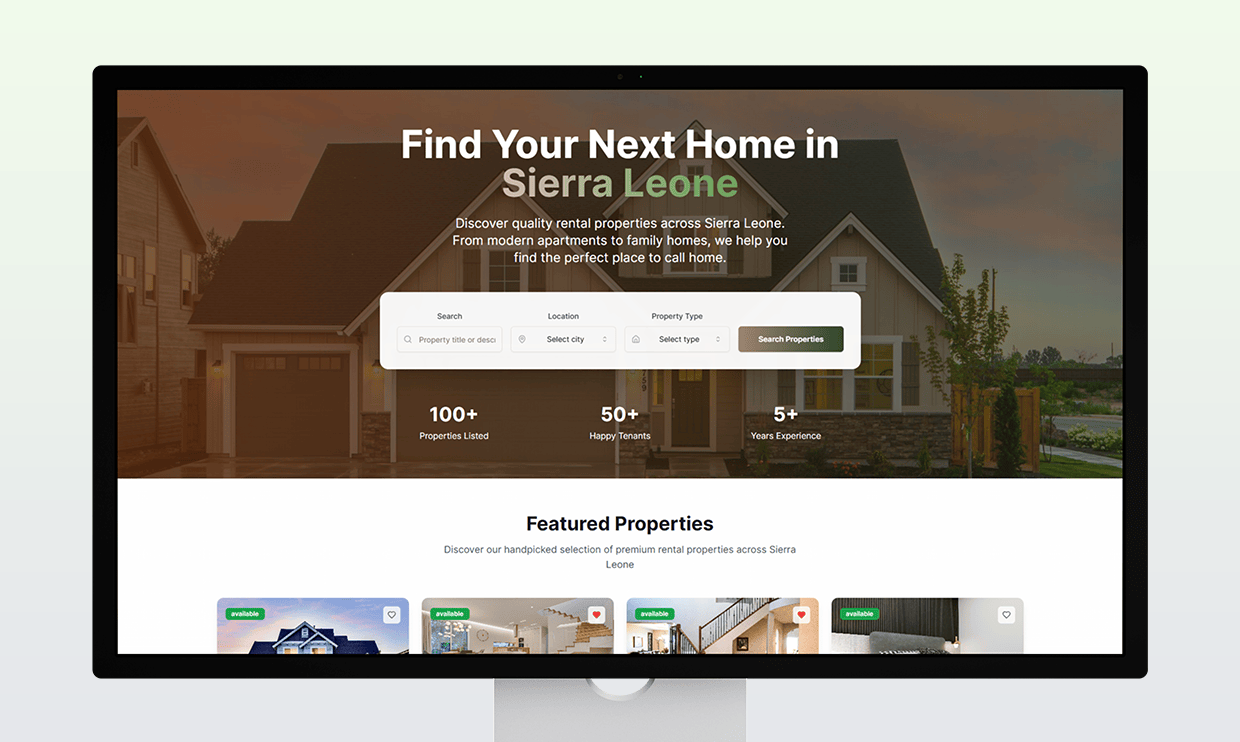 Find Your Next Home in
Sierra Leone
Discover quality rental properties across Sierra Leone.
From modern apartments to family homes, we help you
find the perfect place to call home.
Search
Location
Property Type
Property title or desc
Select city
Select type
Search Properties
100+
50+
5+
Properties Listed
Happy Tenants
Years Experience
Featured Properties
Discover our handpicked selection of premium rental properties across Sierra
Leone
available
available
available
available